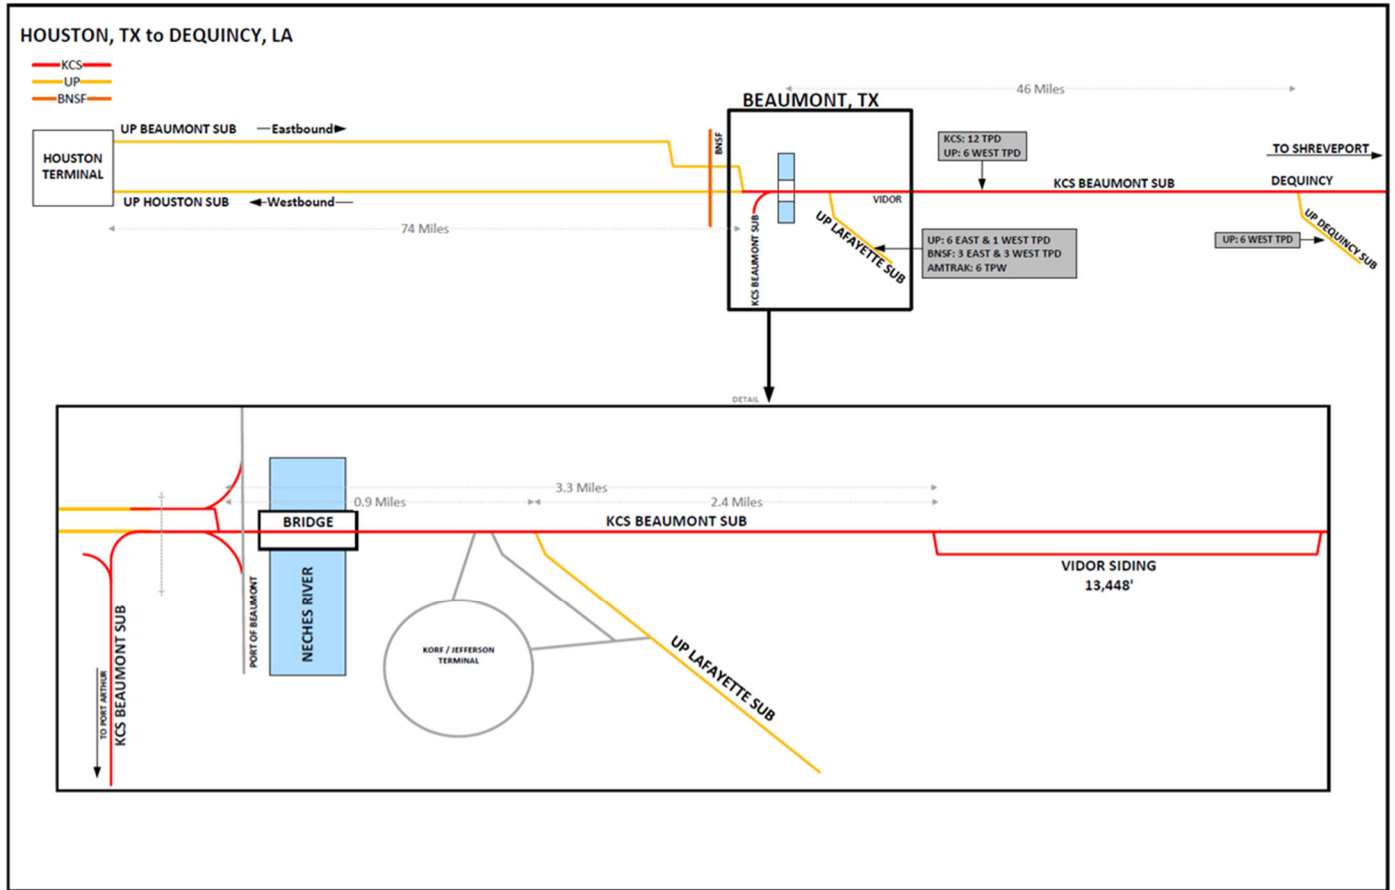 HOUSTON, TX to DEQUINCY, LA
KCS
UP
BNSF
46 Miles
BEAUMONT, TX
UP BEAUMONT SUB
Eastbound
HOUSTON
TERMINAL
UP HOUSTON SUB
Westbound
74 Miles
BNSF
KCS BEAUMONT SUB
VIDOR
UP LAFAYETTE SUB
KCS: 12 TPD
UP: 6 WEST TPD
UP: 6 EAST & 1 WEST TPD
BNSF: 3 EAST & 3 WEST TPD
AMTRAK: 6 TPW
KCS BEAUMONT SUB
TO SHREVEPORT
DEQUINCY
UP: 6 WEST TPD
UP DEQUINCY SUB
DETAIL
3.3 Miles
0.9 Miles
2.4 Miles
BRIDGE
KCS BEAUMONT SUB
VIDOR SIDING
13,448'
NECHES RIVER
PORT OF BEAUMONT
KORF / JEFFERSON
TERMINAL
UP LAFAYETTE SUB
TO PORT ARTHUR
KCS BEAUMONT SUB